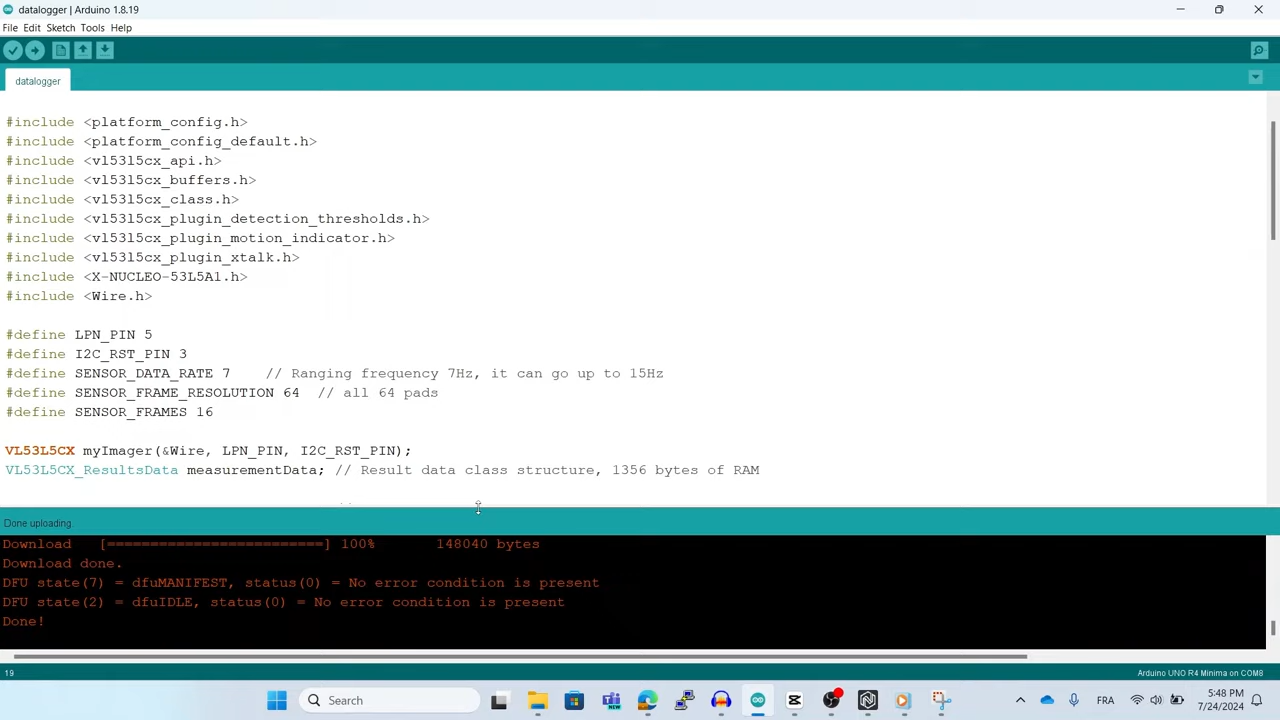 datalogger | Arduino 1.8.19
File Edit Sketch Tools Help
datalogger
#include <platform_config.h>
#include <platform_config_default.h>
#include <vl53l5cx_api.h>
#include <vl53l5cx_buffers.h>
#include <vl53l5cx_class.h>
#include <vl53l5cx_plugin_detection_thresholds.h>
#include <vl53l5cx_plugin_motion_indicator.h>
#include <vl53l5cx_plugin_xtalk.h>
#include <X-NUCLEO-53L5A1.h>
#include <Wire.h>
#define LPN_PIN 5
#define I2C_RST_PIN 3
#define SENSOR_DATA_RATE 7    // Ranging frequency 7Hz, it can go up to 15Hz
#define SENSOR_FRAME_RESOLUTION 64  // all 64 pads
#define SENSOR_FRAMES 16
VL53L5CX myImager(&Wire, LPN_PIN, I2C_RST_PIN);
VL53L5CX_ResultsData measurementData; // Result data class structure, 1356 bytes of RAM
Done uploading.
Download   [=========================] 100%       148040 bytes
Download done.
DFU state(7) = dfuMANIFEST, status(0) = No error condition is present
DFU state(2) = dfuIDLE, status(0) = No error condition is present
Done!
19
Arduino UNO R4 Minima on COM8
Search
FRA
5:48 PM
7/24/2024